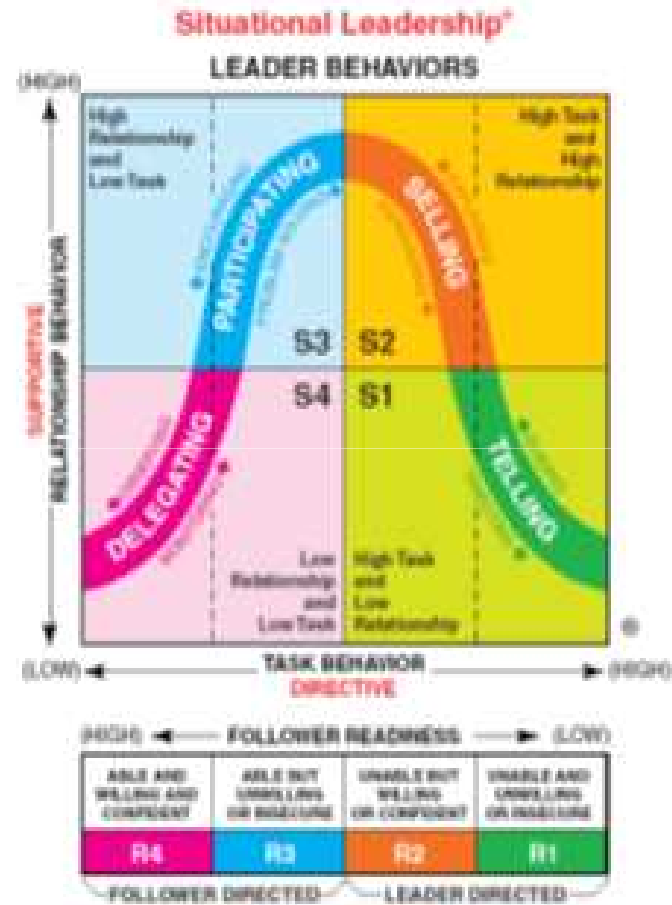 Situational Leadership®
LEADER BEHAVIORS
(HIGH)
High
Relationship
and
Low Task
High Task
and
High
Relationship
PARTICIPATING
SELLING
S3
S2
S4
S1
DELEGATING
TELLING
Low
Relationship
and
Low Task
High Task
and
Low
Relationship
SUPPORTIVE
RELATIONSHIP BEHAVIOR
(LOW)
TASK BEHAVIOR
(HIGH)
DIRECTIVE
(HIGH)
FOLLOWER READINESS
(LOW)
ABLE AND
WILLING AND
CONFIDENT
ABLE BUT
UNWILLING
OR INSECURE
UNABLE BUT
WILLING
OR CONFIDENT
UNABLE AND
UNWILLING
OR INSECURE
R4
R3
R2
R1
FOLLOWER DIRECTED
LEADER DIRECTED